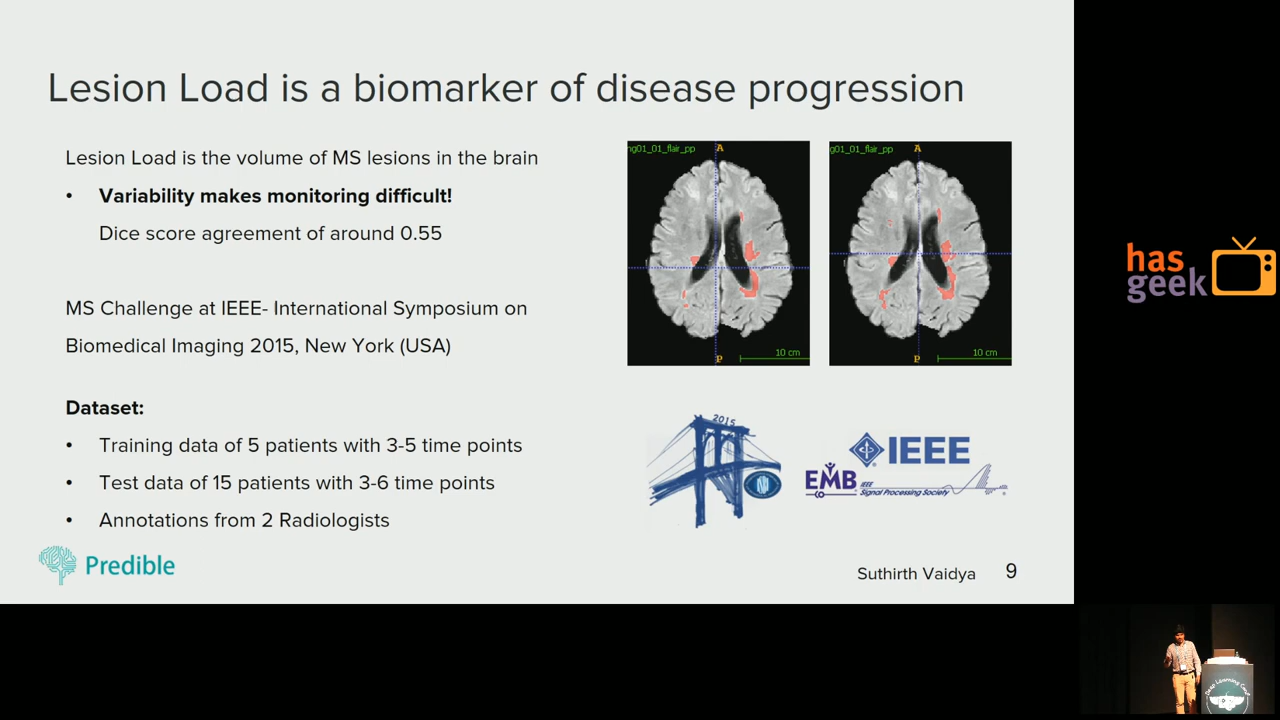 Lesion Load is a biomarker of disease progression
Lesion Load is the volume of MS lesions in the brain
• Variability makes monitoring difficult!
Dice score agreement of around 0.55
MS Challenge at IEEE- International Symposium on
Biomedical Imaging 2015, New York (USA)
Dataset:
• Training data of 5 patients with 3-5 time points
• Test data of 15 patients with 3-6 time points
• Annotations from 2 Radiologists
ng01_01_flair_pp
A
10 cm
P
g01_01_flair_pp
A
10 cm
P
2015
IEEE
EMB
IEEE
Signal Processing Society
Predible
Suthirth Vaidya 9
has
geek
Deep Learning Conf